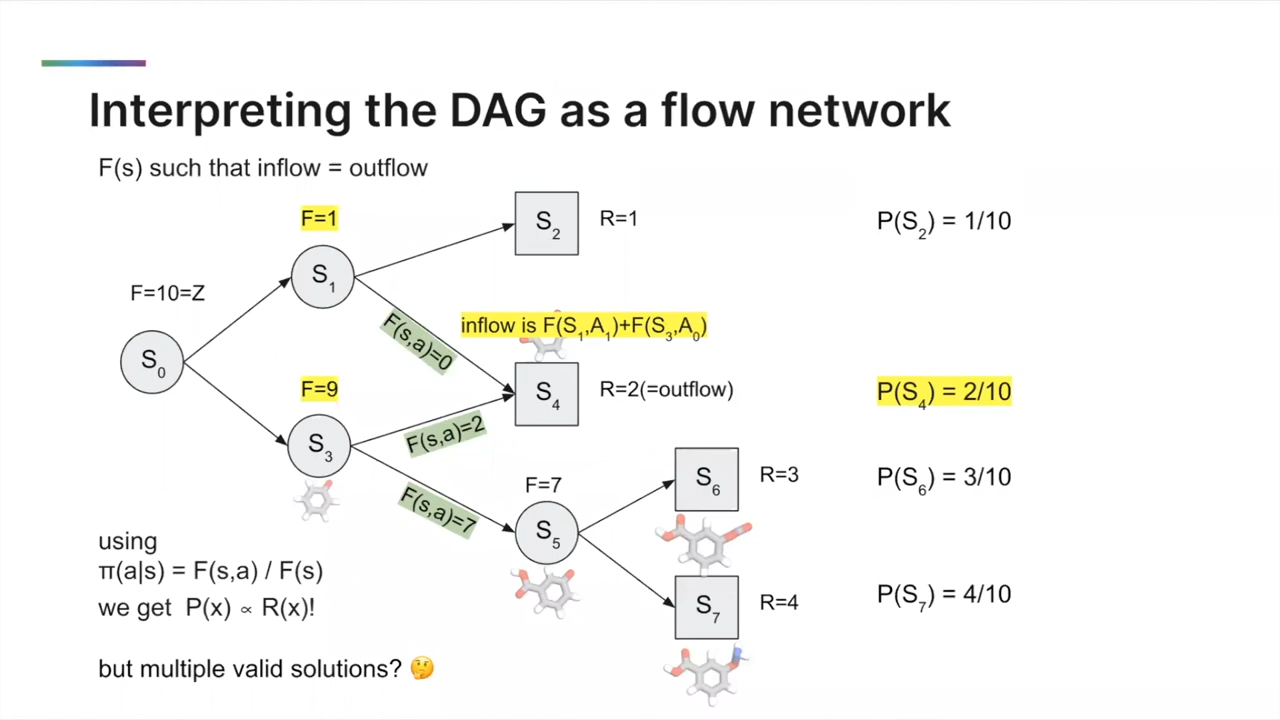 Interpreting the DAG as a flow network
F(s) such that inflow = outflow
F=1
S2
R=1
P(S2) = 1/10
S1
F=10=Z
F(s,a)=0
inflow is F(S1,A1)+F(S3,A0)
S0
F=9
S4
R=2(=outflow)
P(S4) = 2/10
S3
F(s,a)=2
F(s,a)=7
F=7
S6
R=3
P(S6) = 3/10
S5
using
π(a|s) = F(s,a) / F(s)
we get P(x) ∝ R(x)!
S7
R=4
P(S7) = 4/10
but multiple valid solutions? 🤔